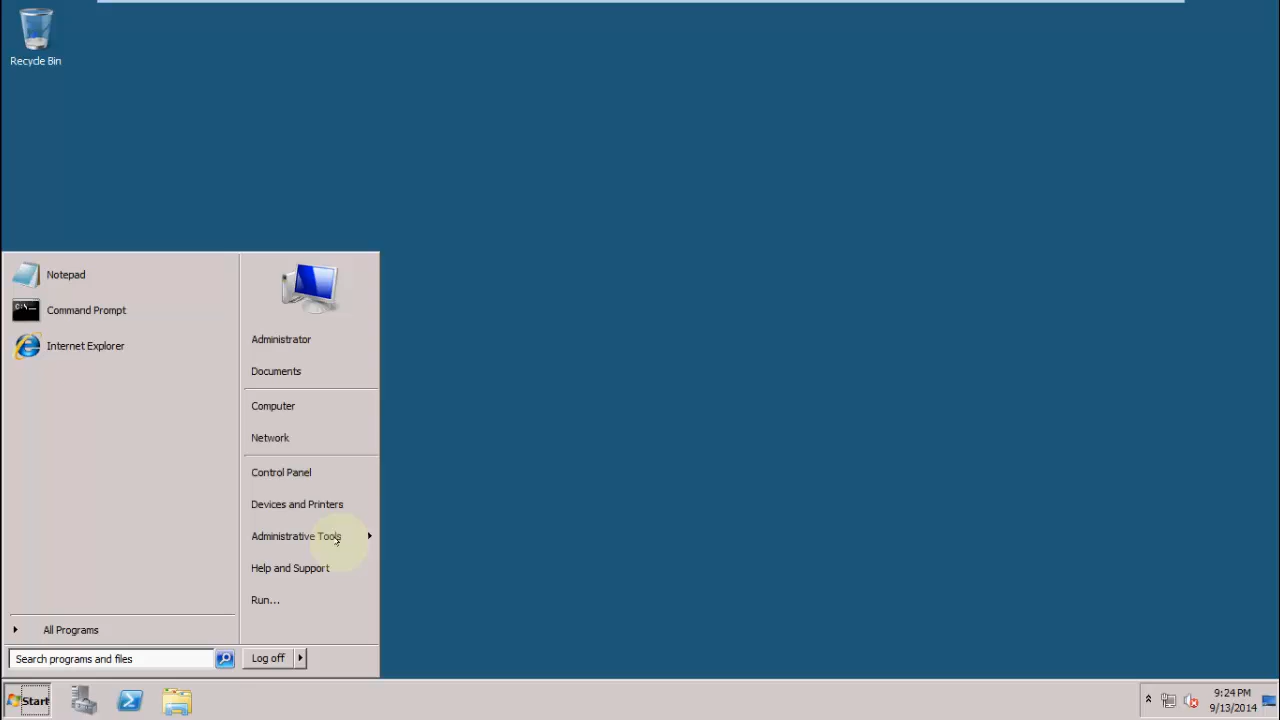 Recycle Bin
Notepad
Command Prompt
Internet Explorer
All Programs
Search programs and files
Administrator
Documents
Computer
Network
Control Panel
Devices and Printers
Administrative Tools
Help and Support
Run...
Log off
Start
9:24 PM
9/13/2014